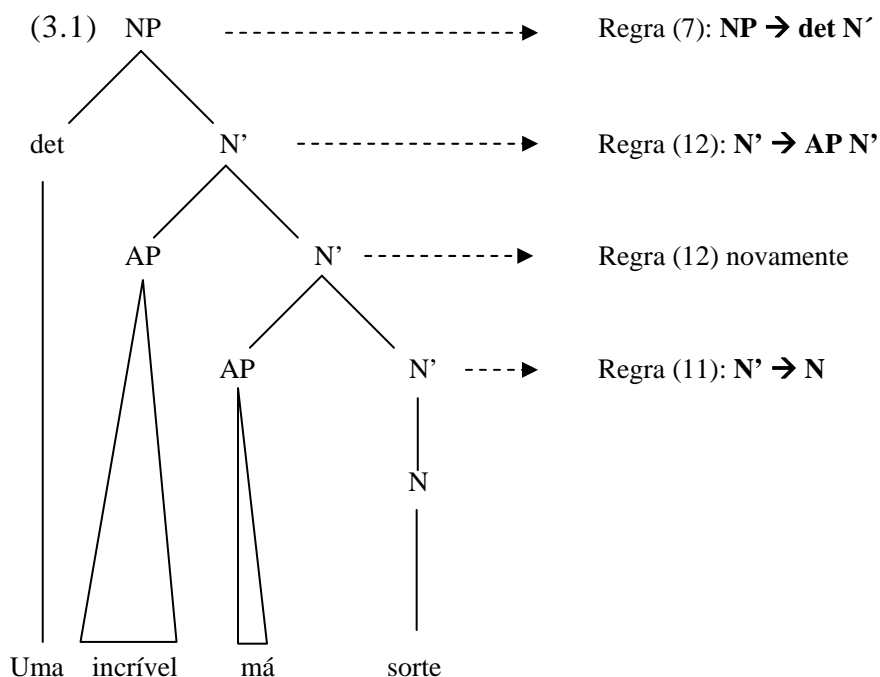 (3.1) NP Regra (7): NP → det N´
det N’ Regra (12): N’ → AP N’
AP N’ Regra (12) novamente
AP N’ Regra (11): N’ → N
N
Uma incrível má sorte